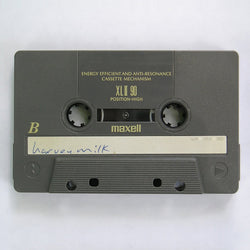 ENERGY EFFICIENT AND ANTI-RESONANCE
CASSETTE MECHANISM
XLII 90
POSITION-HIGH
maxell
B
harvey milk.